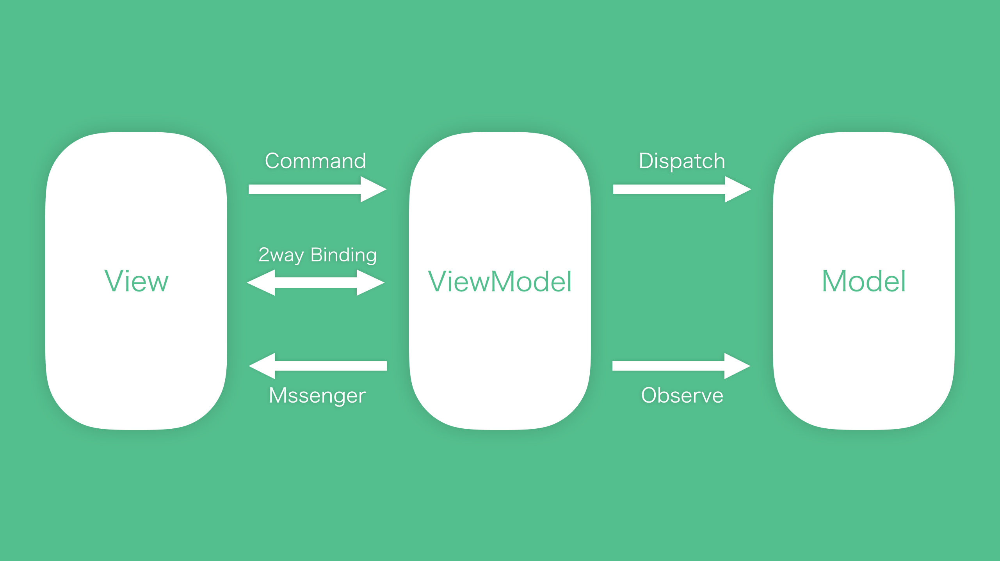 Command
Dispatch
2way Binding
View
ViewModel
Model
Mssenger
Observe